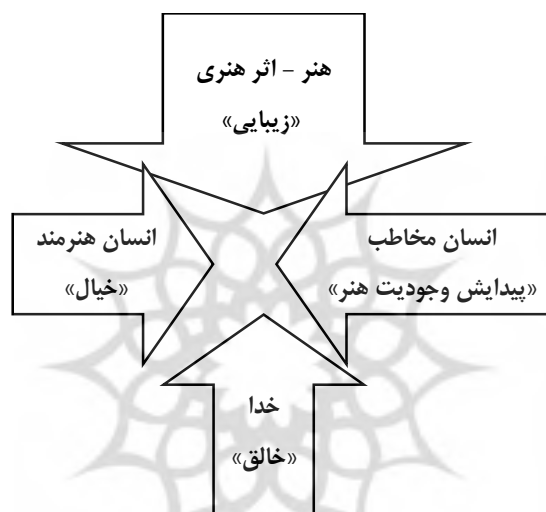 هنر – اثر هنری
«زیبایی»
انسان مخاطب
«پیدایش وجودیت هنر»
انسان هنرمند
«خیال»
خدا
«خالق»